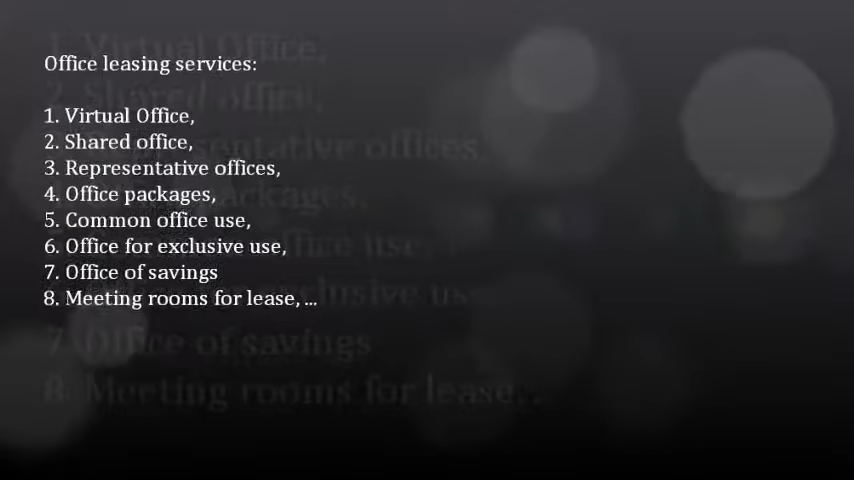 Office leasing services:
1. Virtual Office,
2. Shared office,
3. Representative offices,
4. Office packages,
5. Common office use,
6. Office for exclusive use,
7. Office of savings
8. Meeting rooms for lease, ...